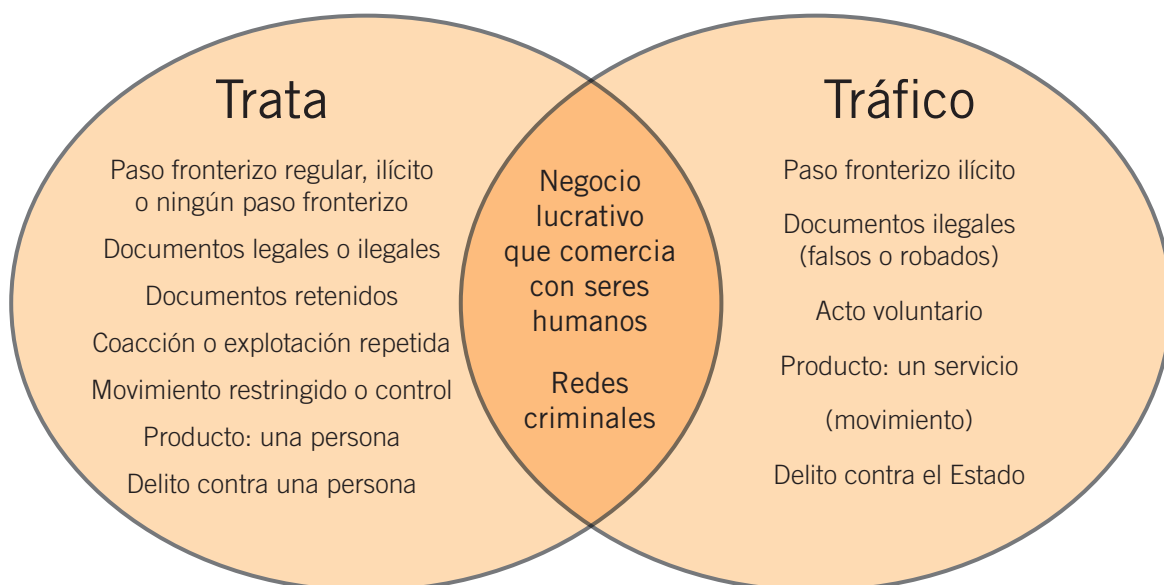 Trata
Paso fronterizo regular, ilícito
o ningún paso fronterizo
Documentos legales o ilegales
Documentos retenidos
Coacción o explotación repetida
Movimiento restringido o control
Producto: una persona
Delito contra una persona
Negocio
lucrativo
que comercia
con seres
humanos
Redes
criminales
Tráfico
Paso fronterizo ilícito
Documentos ilegales
(falsos o robados)
Acto voluntario
Producto: un servicio
(movimiento)
Delito contra el Estado